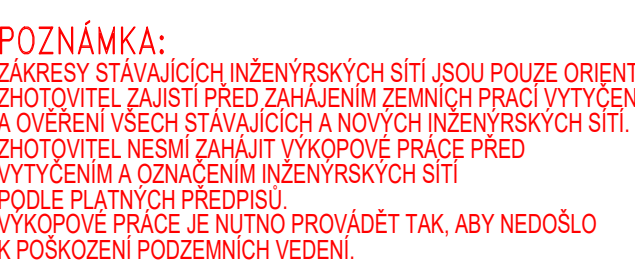 POZNÁMKA:
ZÁKRESY STÁVAJÍCÍCH INŽENÝRSKÝCH SÍTÍ JSOU POUZE ORIENT
ZHOTOVITEL ZAJISTÍ PŘED ZAHÁJENÍM ZEMNÍCH PRACÍ VYTYČEN
A OVĚŘENÍ VŠECH STÁVAJÍCÍCH A NOVÝCH INŽENÝRSKÝCH SÍTÍ.
ZHOTOVITEL NESMÍ ZAHÁJIT VÝKOPOVÉ PRÁCE PŘED
VYTYČENÍM A OZNAČENÍM INŽENÝRSKÝCH SÍTÍ
PODLE PLATNÝCH PŘEDPISŮ.
VÝKOPOVÉ PRÁCE JE NUTNO PROVÁDĚT TAK, ABY NEDOŠLO
K POŠKOZENÍ PODZEMNÍCH VEDENÍ.